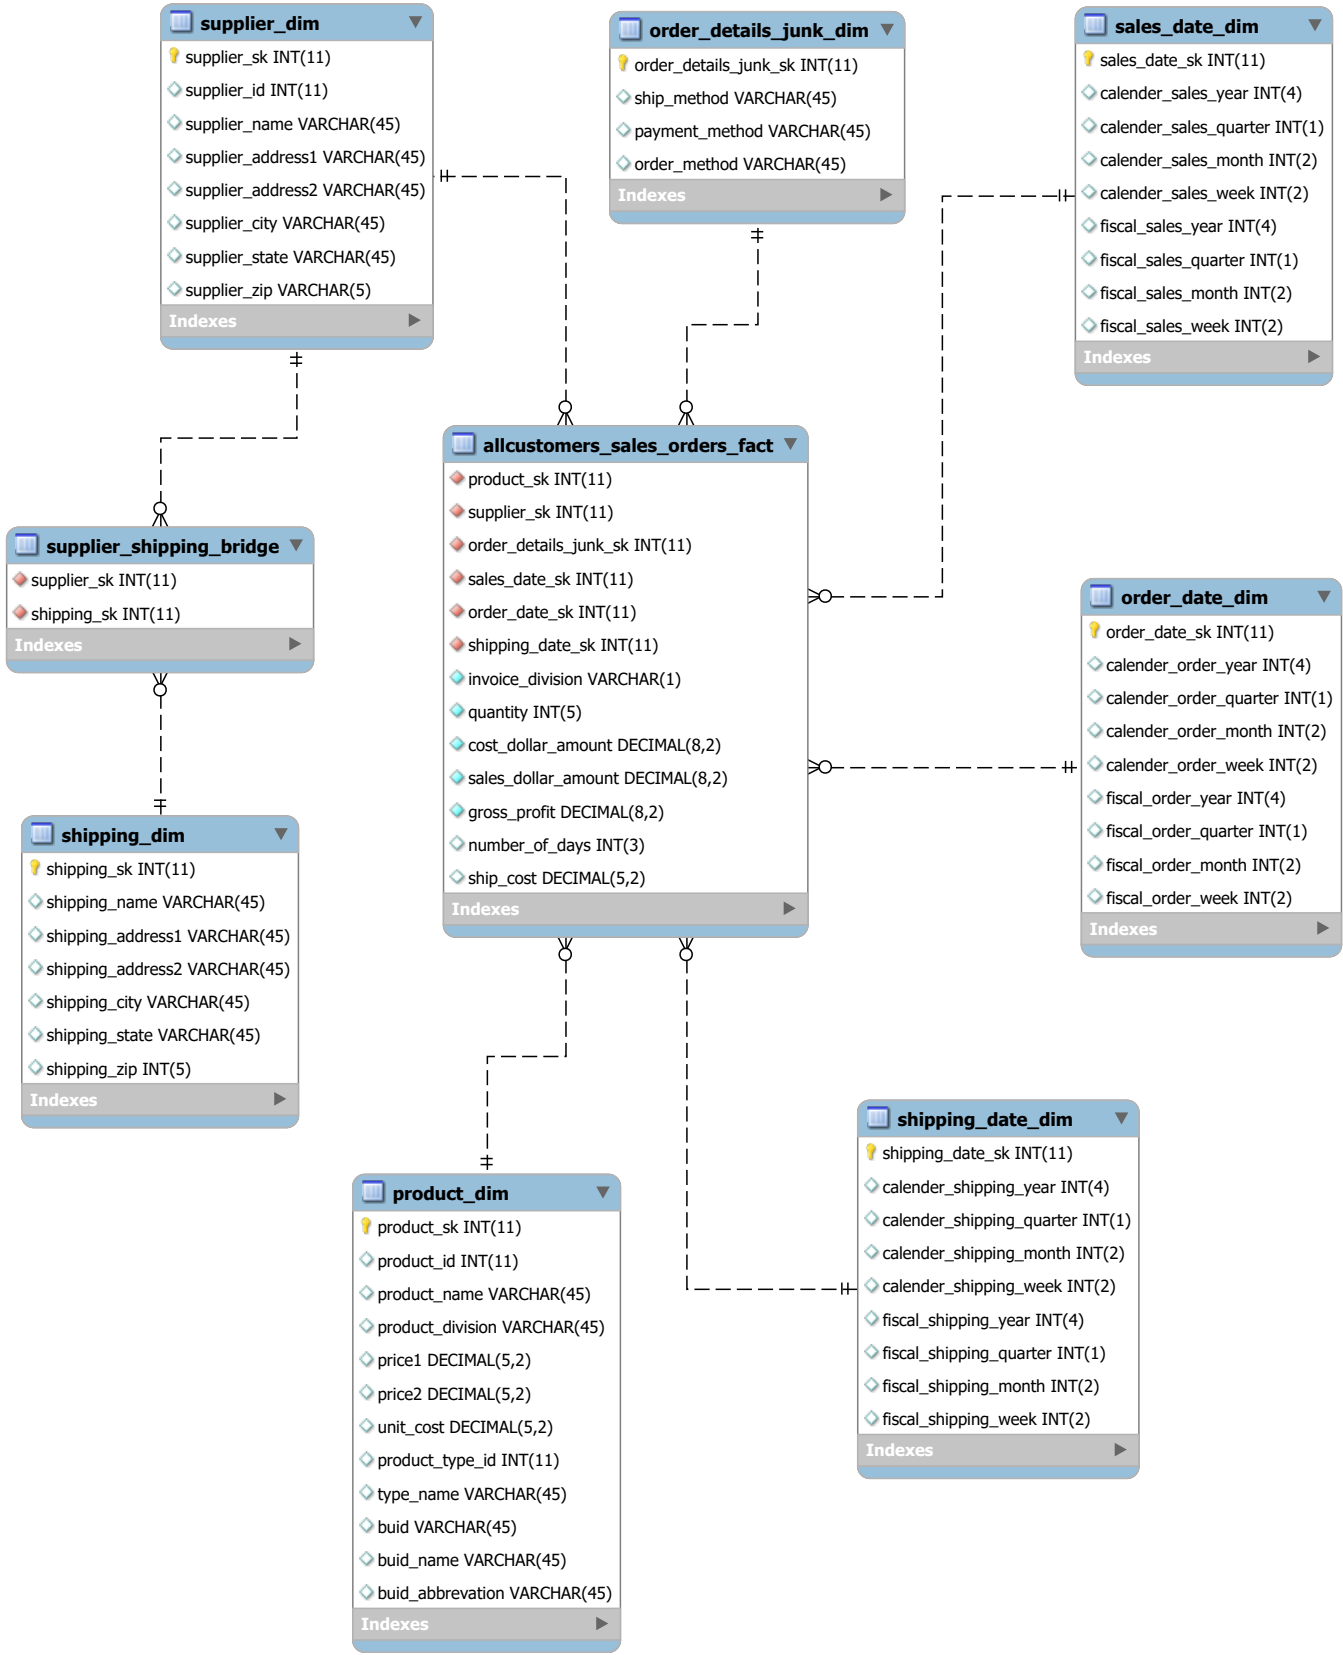 supplier_dim
supplier_sk INT(11)
supplier_id INT(11)
supplier_name VARCHAR(45)
supplier_address1 VARCHAR(45)
supplier_address2 VARCHAR(45)
supplier_city VARCHAR(45)
supplier_state VARCHAR(45)
supplier_zip VARCHAR(5)
Indexes
order_details_junk_dim
order_details_junk_sk INT(11)
ship_method VARCHAR(45)
payment_method VARCHAR(45)
order_method VARCHAR(45)
Indexes
sales_date_dim
sales_date_sk INT(11)
calender_sales_year INT(4)
calender_sales_quarter INT(1)
calender_sales_month INT(2)
calender_sales_week INT(2)
fiscal_sales_year INT(4)
fiscal_sales_quarter INT(1)
fiscal_sales_month INT(2)
fiscal_sales_week INT(2)
Indexes
allcustomers_sales_orders_fact
product_sk INT(11)
supplier_sk INT(11)
order_details_junk_sk INT(11)
sales_date_sk INT(11)
order_date_sk INT(11)
shipping_date_sk INT(11)
invoice_division VARCHAR(1)
quantity INT(5)
cost_dollar_amount DECIMAL(8,2)
sales_dollar_amount DECIMAL(8,2)
gross_profit DECIMAL(8,2)
number_of_days INT(3)
ship_cost DECIMAL(5,2)
Indexes
supplier_shipping_bridge
supplier_sk INT(11)
shipping_sk INT(11)
Indexes
order_date_dim
order_date_sk INT(11)
calender_order_year INT(4)
calender_order_quarter INT(1)
calender_order_month INT(2)
calender_order_week INT(2)
fiscal_order_year INT(4)
fiscal_order_quarter INT(1)
fiscal_order_month INT(2)
fiscal_order_week INT(2)
Indexes
shipping_dim
shipping_sk INT(11)
shipping_name VARCHAR(45)
shipping_address1 VARCHAR(45)
shipping_address2 VARCHAR(45)
shipping_city VARCHAR(45)
shipping_state VARCHAR(45)
shipping_zip INT(5)
Indexes
shipping_date_dim
shipping_date_sk INT(11)
calender_shipping_year INT(4)
calender_shipping_quarter INT(1)
calender_shipping_month INT(2)
calender_shipping_week INT(2)
fiscal_shipping_year INT(4)
fiscal_shipping_quarter INT(1)
fiscal_shipping_month INT(2)
fiscal_shipping_week INT(2)
Indexes
product_dim
product_sk INT(11)
product_id INT(11)
product_name VARCHAR(45)
product_division VARCHAR(45)
price1 DECIMAL(5,2)
price2 DECIMAL(5,2)
unit_cost DECIMAL(5,2)
product_type_id INT(11)
type_name VARCHAR(45)
buid VARCHAR(45)
buid_name VARCHAR(45)
buid_abbrevation VARCHAR(45)
Indexes